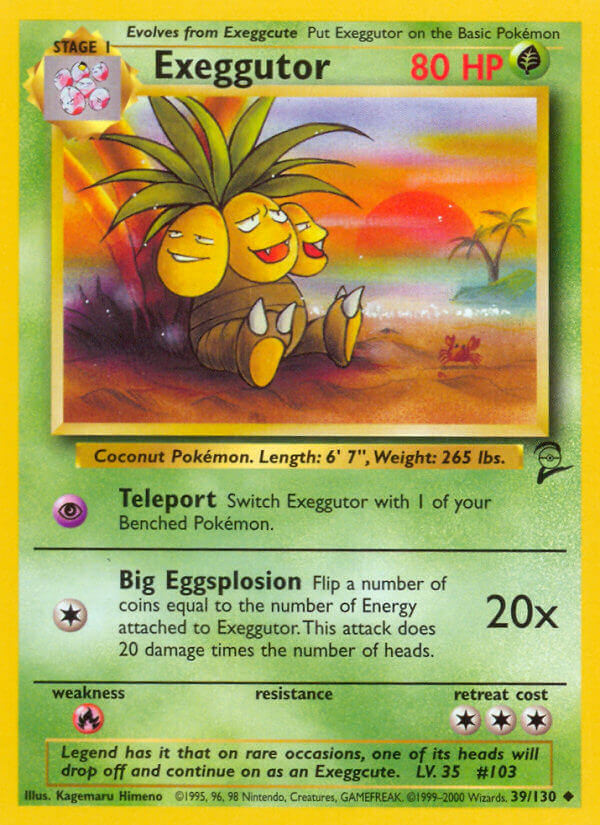 Evolves from Exeggcute Put Exeggutor on the Basic Pokémon
STAGE 1
Exeggutor
80 HP
Coconut Pokémon. Length: 6' 7", Weight: 265 lbs.
Teleport Switch Exeggutor with 1 of your
Benched Pokémon.
Big Eggsplosion Flip a number of
coins equal to the number of Energy
attached to Exeggutor. This attack does
20 damage times the number of heads.
20x
weakness
resistance
retreat cost
Legend has it that on rare occasions, one of its heads will
drop off and continue on as an Exeggcute. LV. 35 #103
Illus. Kagemaru Himeno ©1995, 96, 98 Nintendo, Creatures, GAMEFREAK. ©1999-2000 Wizards. 39/130